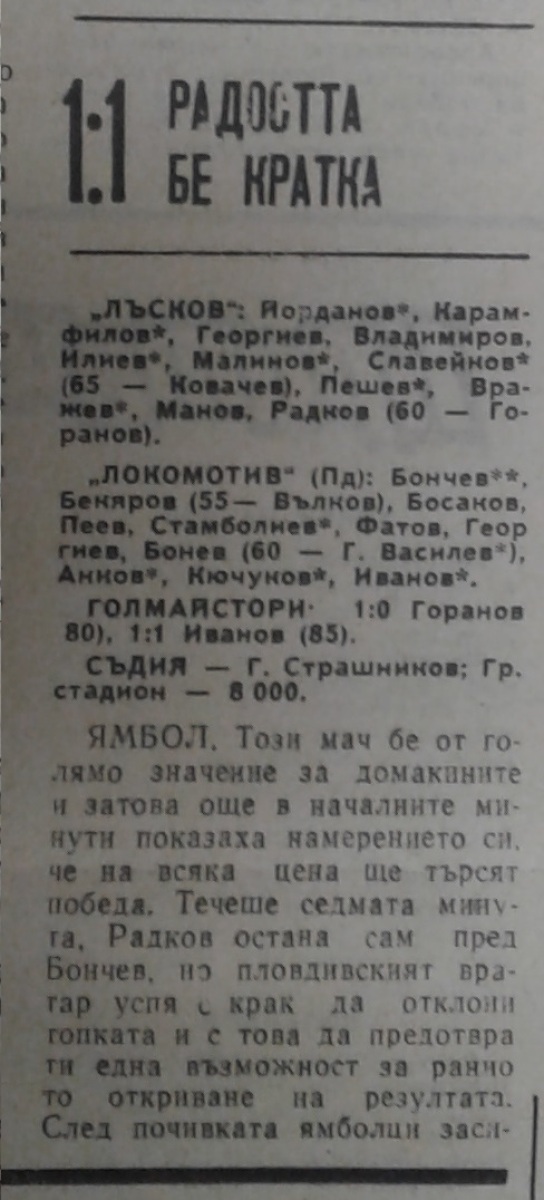 1:1 РАДОСТТА
БЕ КРАТКА
„ЛЪСКОВ“: Йорданов*, Карам-
филов*, Георгиев, Владимиров,
Илиев*, Малинов*, Славейков*
(65 — Ковачев), Пешев*, Вра-
жев*, Манов, Радков (60 — Го-
ранов).
„ЛОКОМОТИВ“ (Пд): Бончев**,
Бекяров (55— Вълков), Босаков,
Пеев, Стамболиев*, Фатов, Геор
гиев, Бонев (60 — Г. Василев*),
Анков*, Кючуков*, Иванов*.
ГОЛМАЙСТОРИ· 1:0 Горанов
80), 1:1 Иванов (85).
СЪДИЯ — Г. Страшников; Гр.
стадион — 8 000.
ЯМБОЛ. Този мач бе от го-
лямо значение за домакините
и затова още в началните ми-
нути показаха намерението си,
че на всяка цена ще търсят
победа. Течеше седмата мину-
та, Радков остана сам пред
Бончев, но пловдивският вра-
тар успя с крак да отклони
топката и с това да предотвра
ти една възможност за ранно
то откриване на резултата.
След почивката ямболци заси-